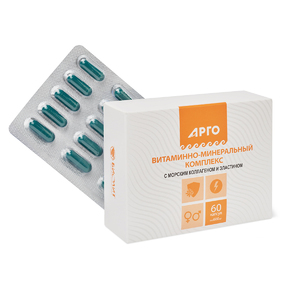 АРГО
ВИТАМИННО-МИНЕРАЛЬНЫЙ
КОМПЛЕКС
С МОРСКИМ КОЛЛАГЕНОМ И ЭЛАСТИНОМ
60